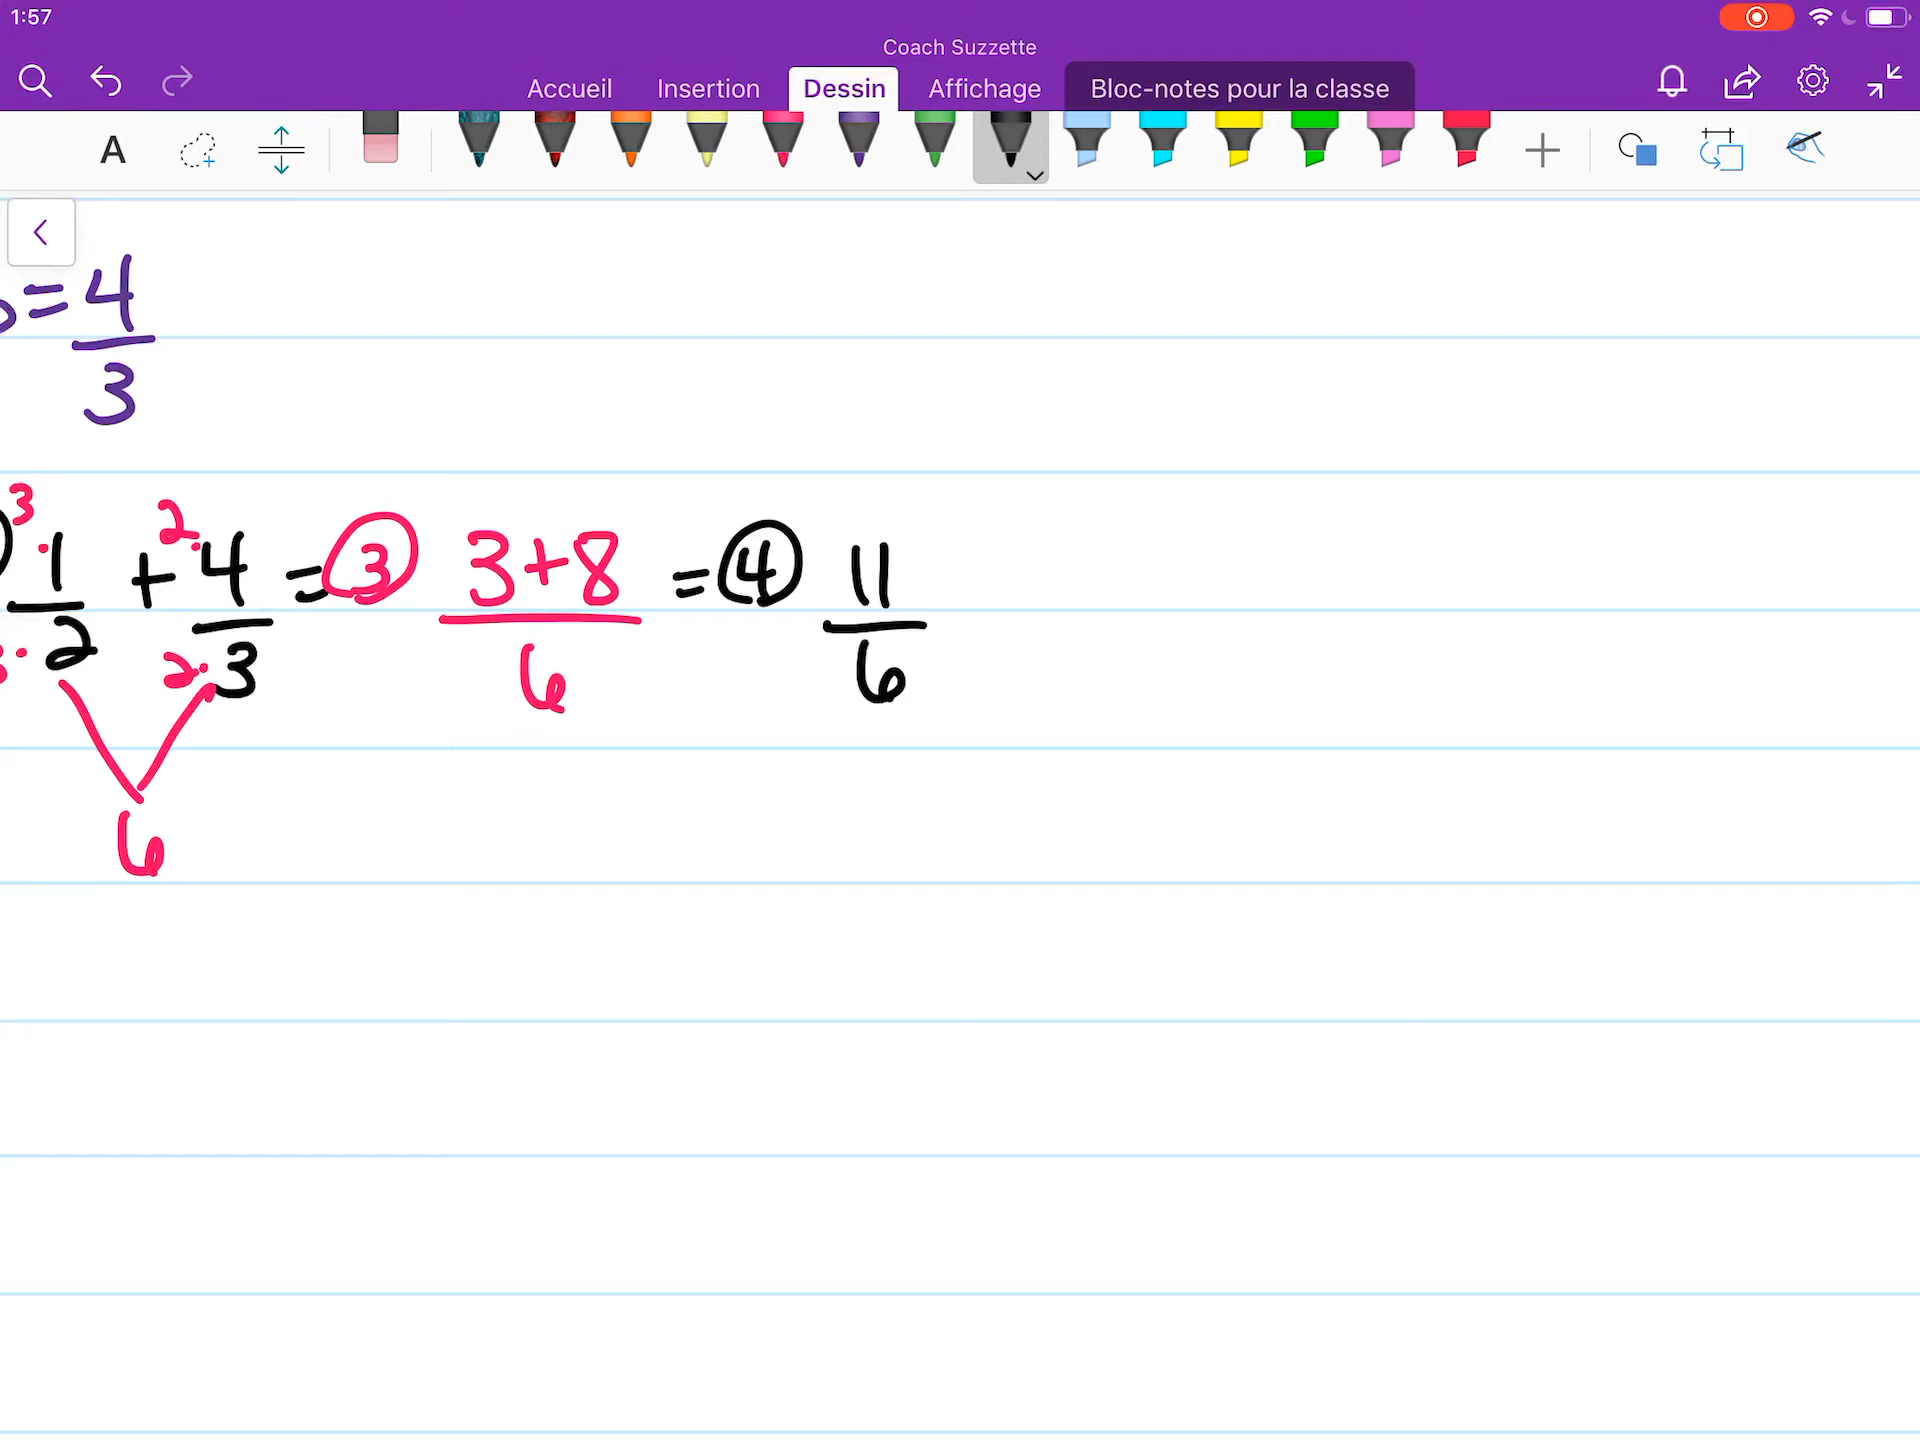 1:57
Coach Suzzette
Accueil Insertion Dessin Affichage Bloc-notes pour la classe
A
= 4/3
3· 1/2 + 2· 4/3 = ③ 3+8/6 = ④ 11/6
· 2·
6